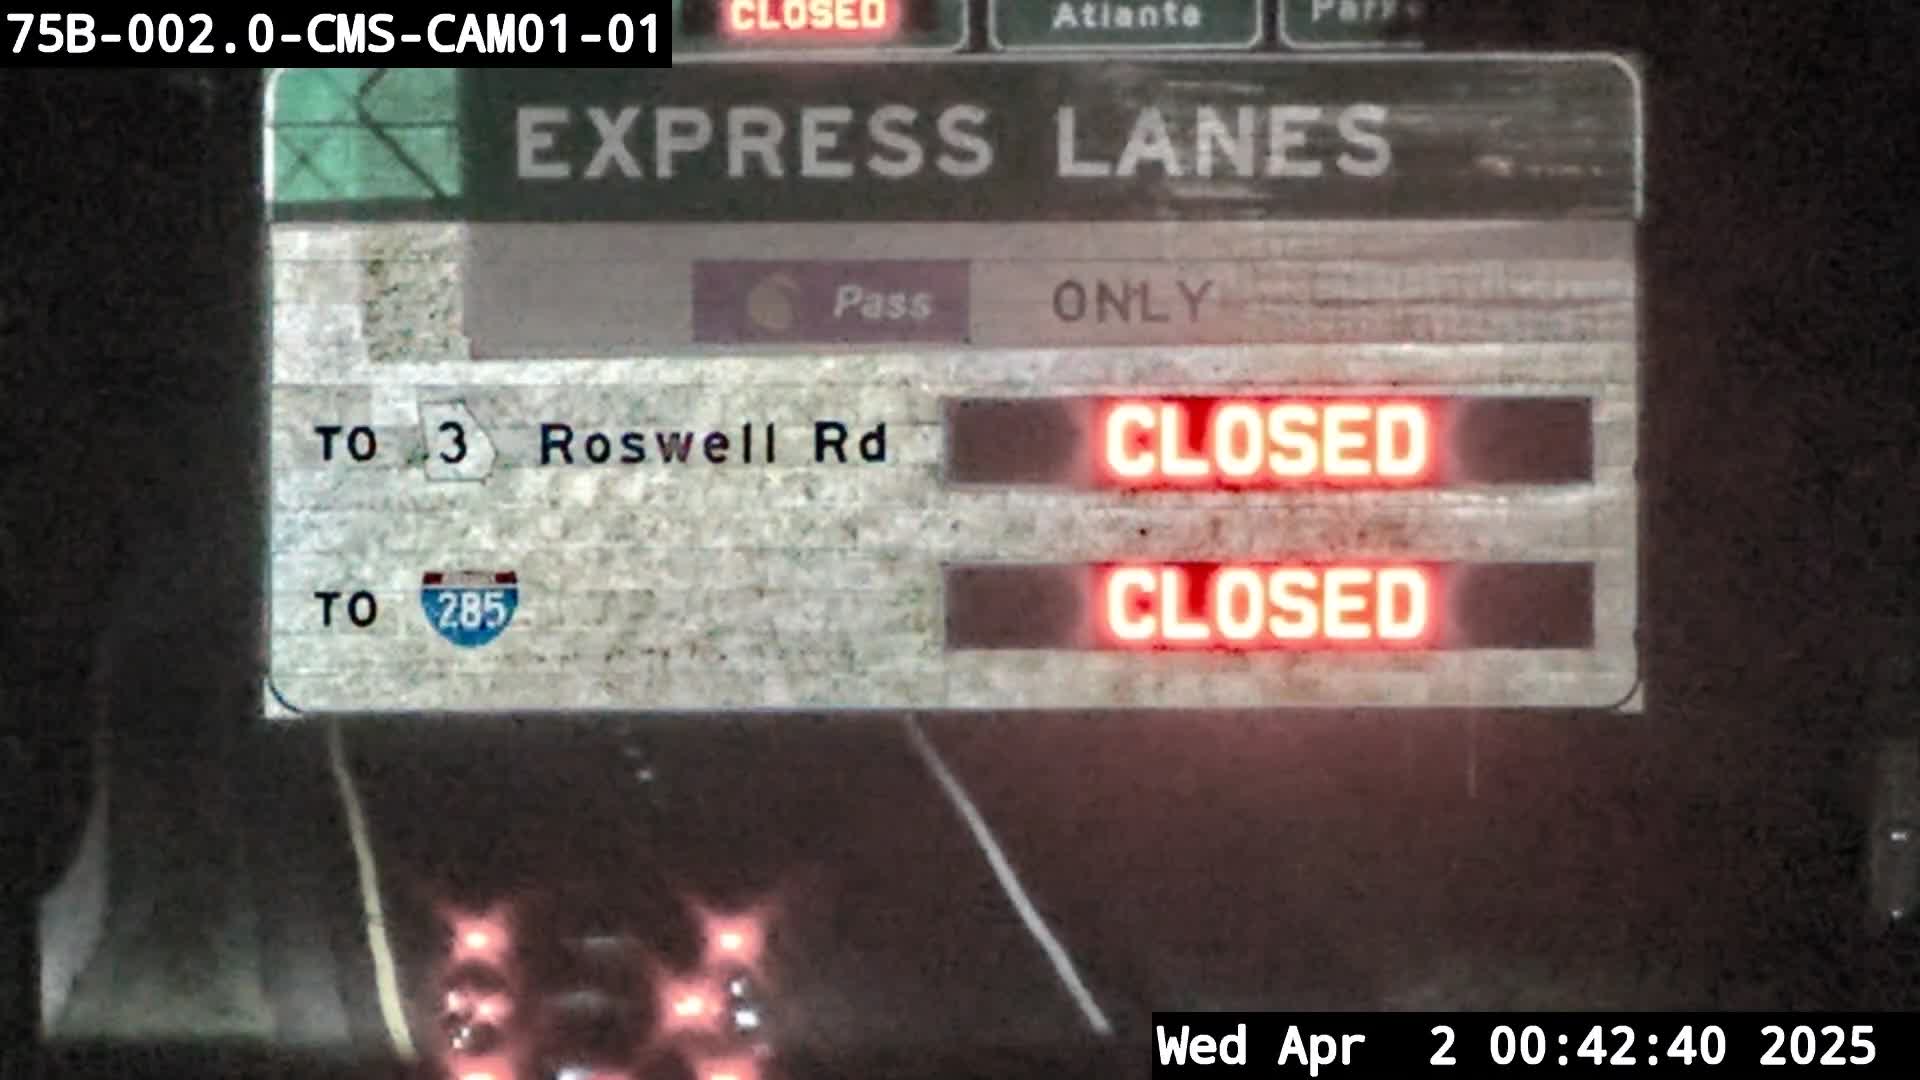 75B-002.0-CMS-CAM01-01
CLOSED
Atlanta
EXPRESS LANES
Pass ONLY
TO 3 Roswell Rd CLOSED
TO 285 CLOSED
Wed Apr 2 00:42:40 2025